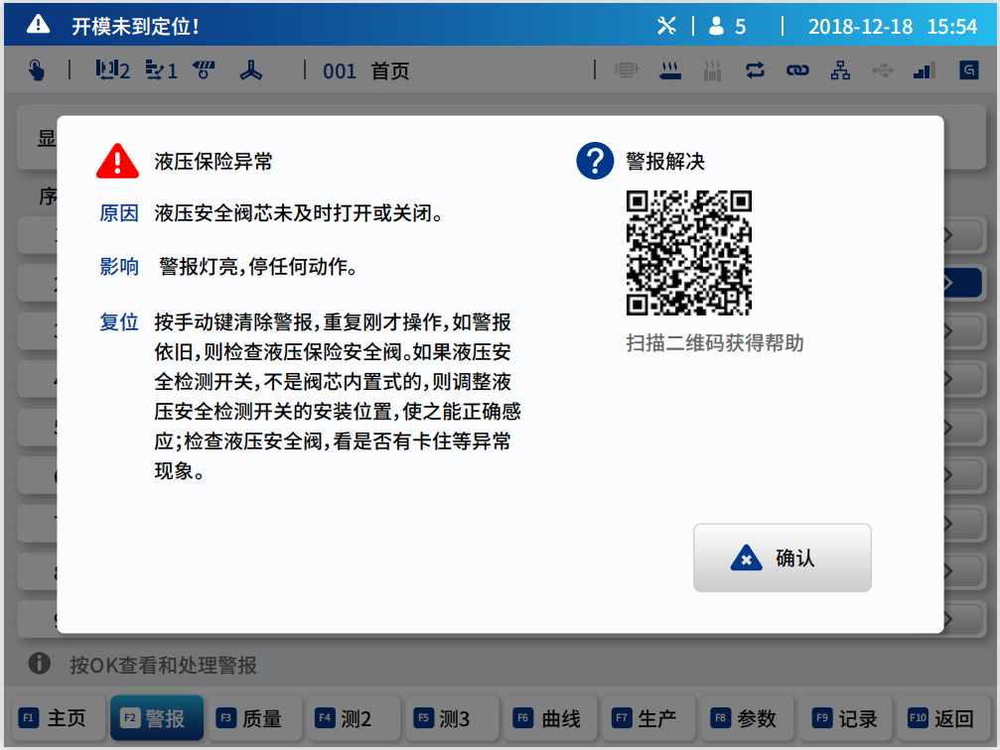 开模未到定位！
5
2018-12-18 15:54
2
1
001 首页
显
序
液压保险异常
警报解决
原因 液压安全阀芯未及时打开或关闭。
影响 警报灯亮，停任何动作。
复位 按手动键清除警报，重复刚才操作，如警报
依旧，则检查液压保险安全阀。如果液压安
全检测开关，不是阀芯内置式的，则调整液
压安全检测开关的安装位置，使之能正确感
应；检查液压安全阀，看是否有卡住等异常
现象。
扫描二维码获得帮助
确认
按OK查看和处理警报
F1 主页
F2 警报
F3 质量
F4 测2
F5 测3
F6 曲线
F7 生产
F8 参数
F9 记录
F10 返回